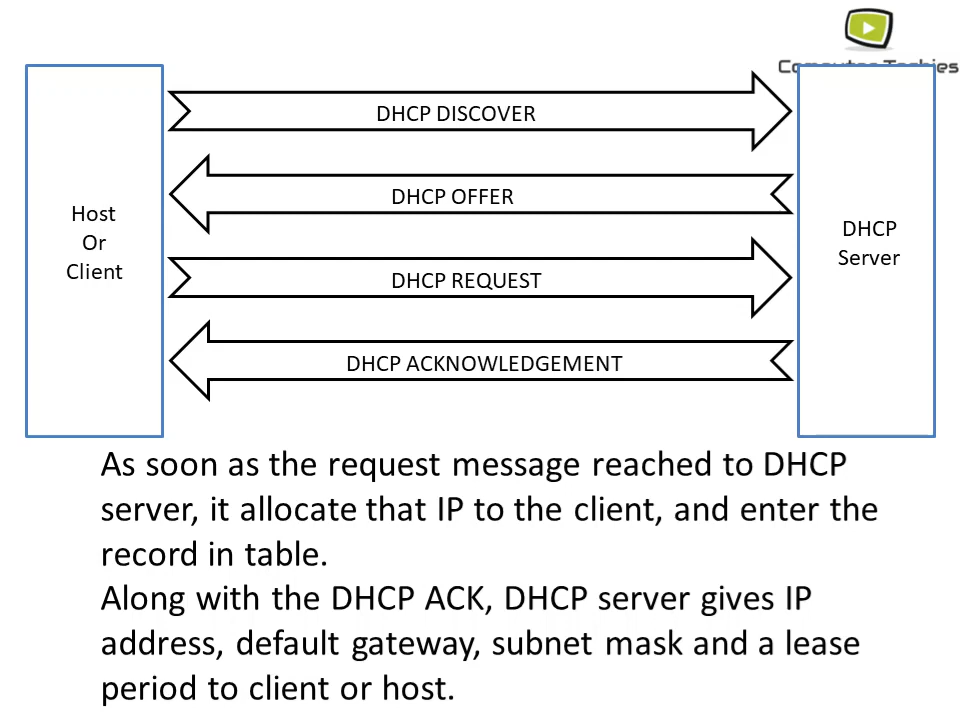 Computer Techies
DHCP DISCOVER
DHCP OFFER
Host
Or
Client
DHCP
Server
DHCP REQUEST
DHCP ACKNOWLEDGEMENT
As soon as the request message reached to DHCP
server, it allocate that IP to the client, and enter the
record in table.
Along with the DHCP ACK, DHCP server gives IP
address, default gateway, subnet mask and a lease
period to client or host.